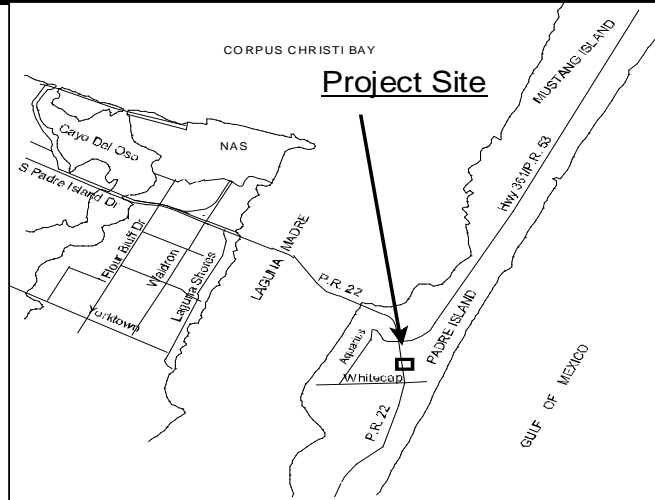 CORPUS CHRISTI BAY
Project Site
MUSTANG ISLAND
Cayo Del Oso
NAS
Hwy 361/P.R. 53
S Padre Island Dr
Flour Bluff Dr
Waldron
Laguna Shores
LAGUNA MADRE
P.R. 22
Yorktown
Aquarius
PADRE ISLAND
Whitecap
P.R. 22
GULF OF MEXICO